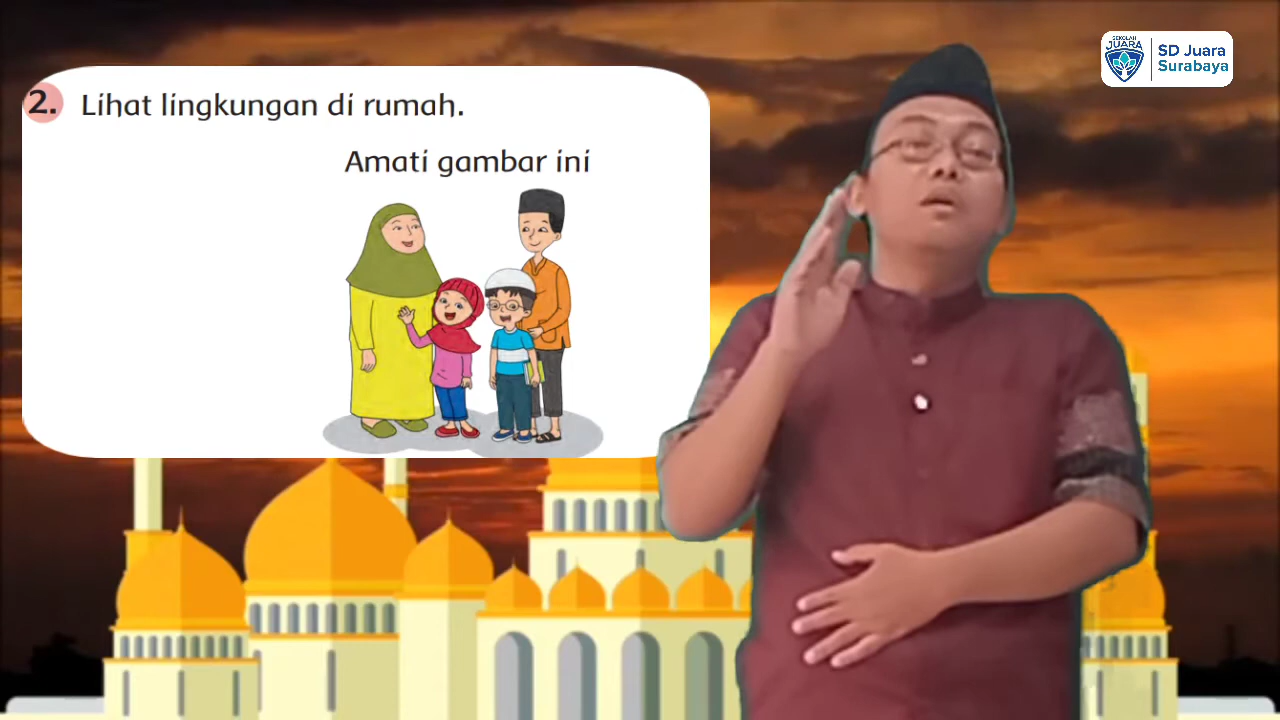 2. Lihat lingkungan di rumah.
Amati gambar ini
SEKOLAH
JUARA
SD Juara
Surabaya